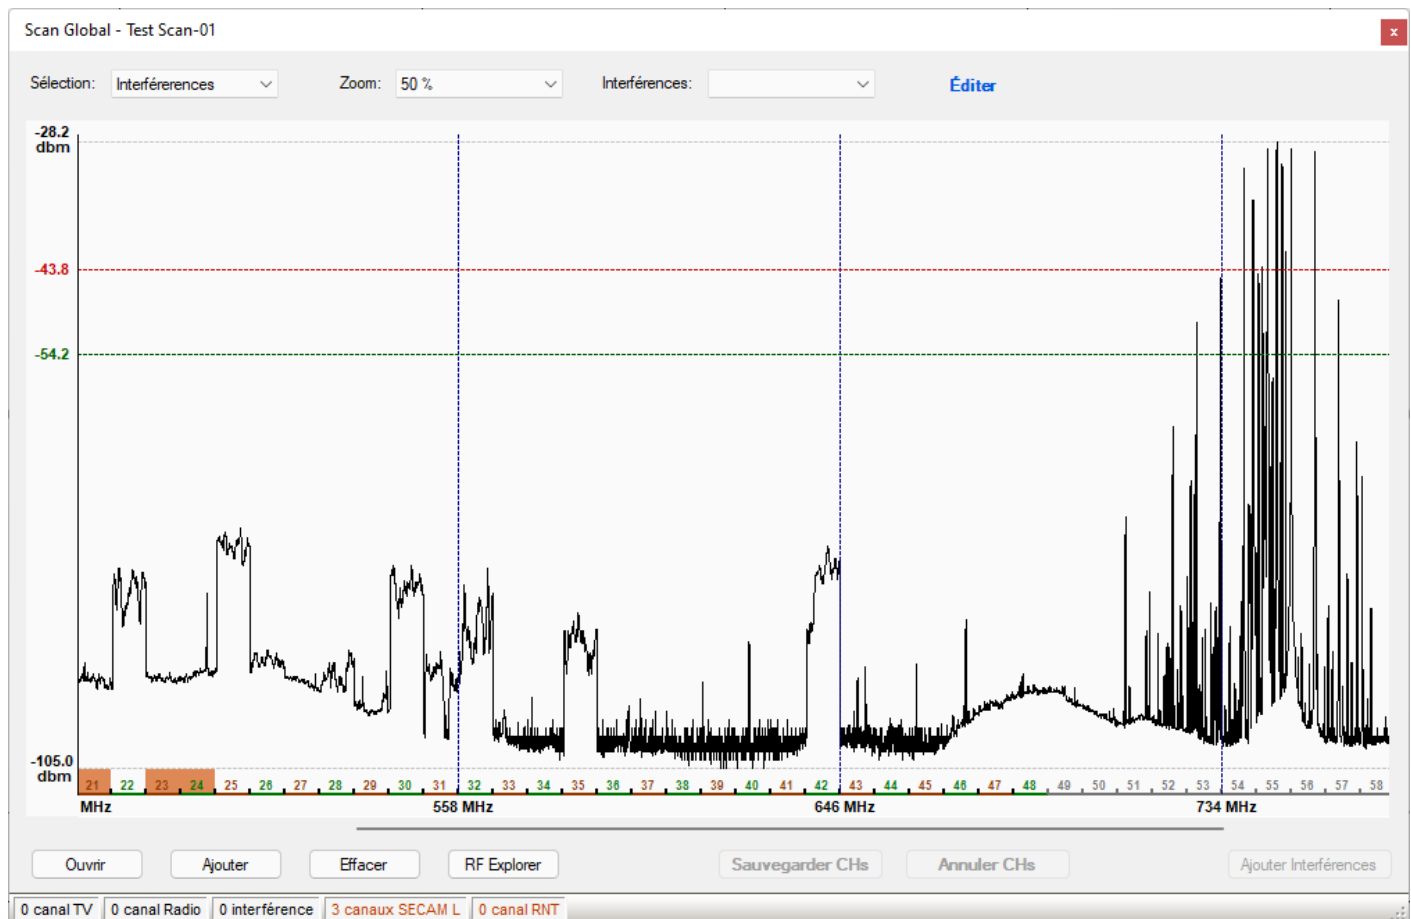 Scan Global - Test Scan-01
x
Sélection: Interférerences Zoom: 50 % Interférences: Éditer
-28.2
dbm
-43.8
-54.2
-105.0
dbm
21 22 23 24 25 26 27 28 29 30 31 32 33 34 35 36 37 38 39 40 41 42 43 44 45 46 47 48 49 50 51 52 53 54 55 56 57 58
MHz 558 MHz 646 MHz 734 MHz
Ouvrir Ajouter Effacer RF Explorer Sauvegarder CHs Annuler CHs Ajouter Interférences
0 canal TV 0 canal Radio 0 interférence 3 canaux SECAM L 0 canal RNT